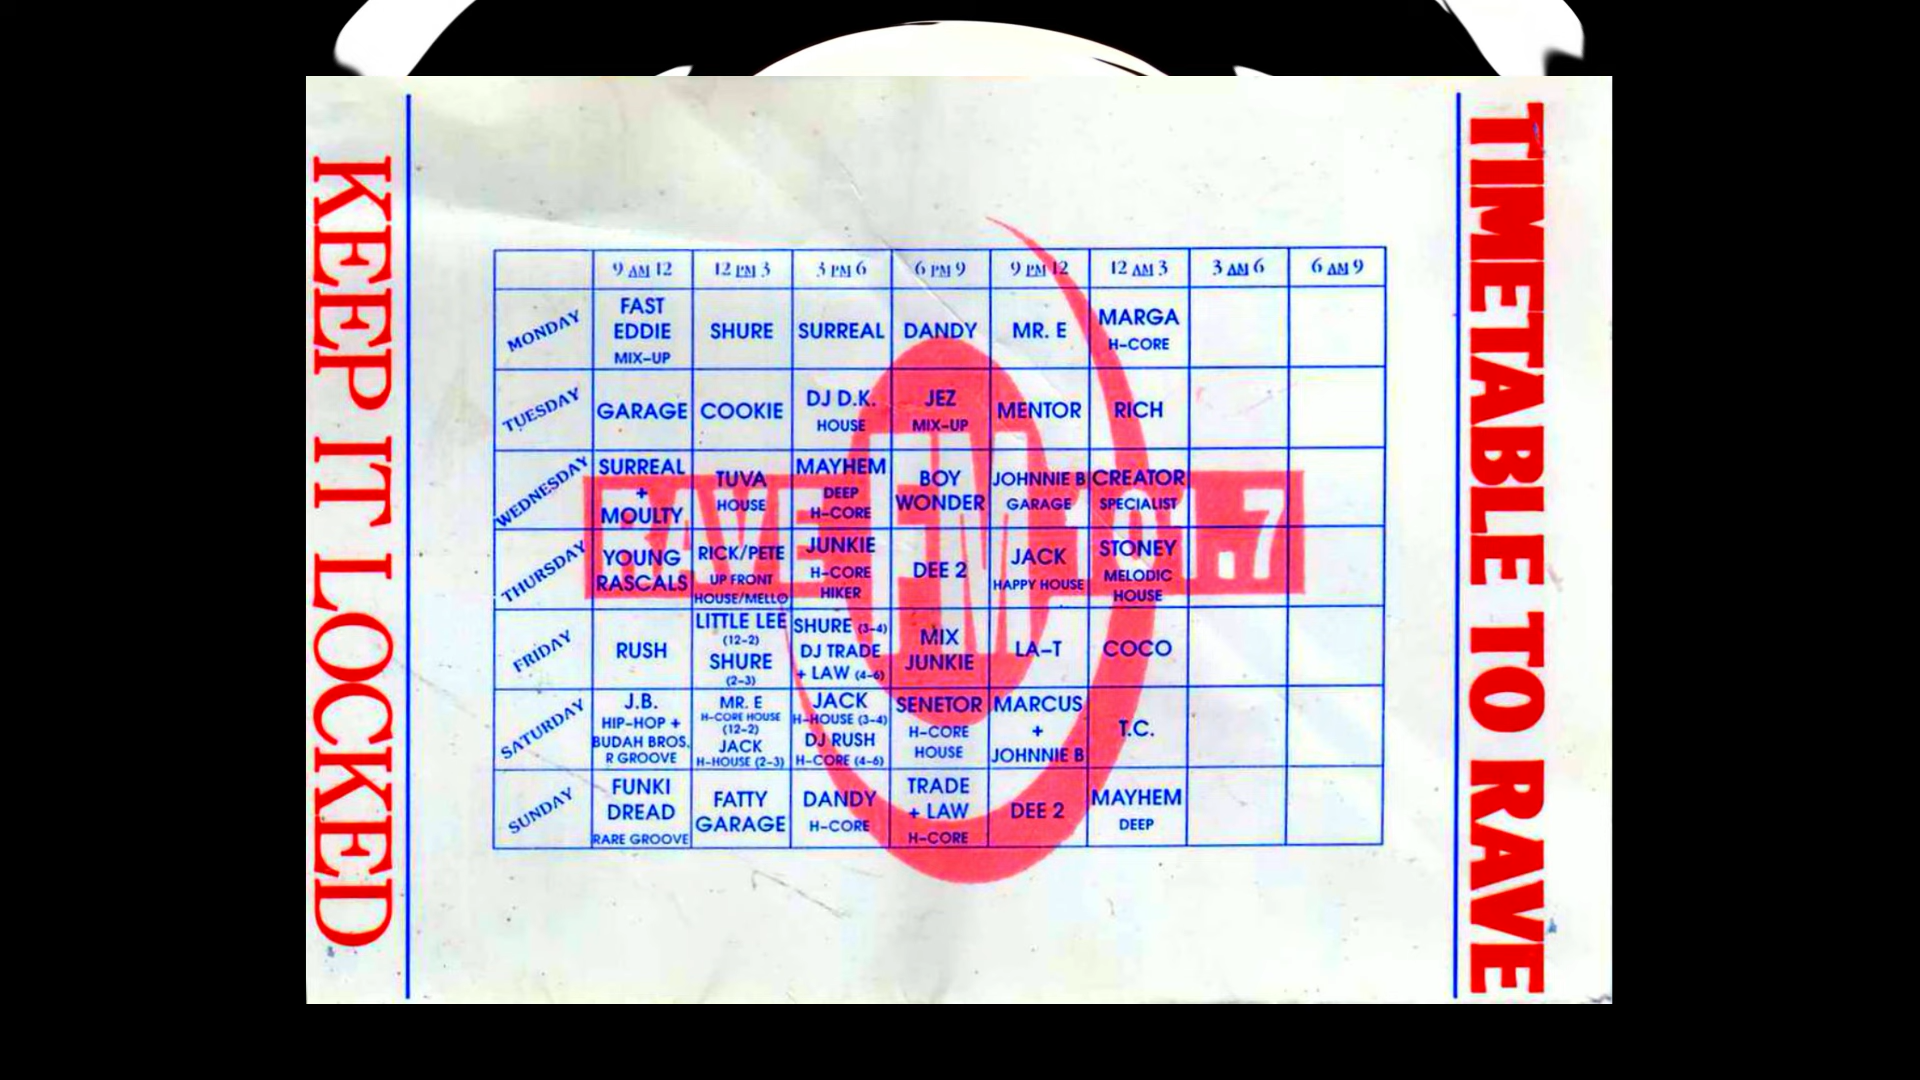 KEEP IT LOCKED
TIMETABLE TO RAVE
9 AM 12 12 PM 3 3 PM 6 6 PM 9 9 PM 12 12 AM 3 3 AM 6 6 AM 9
MONDAY
FAST
EDDIE
MIX-UP
SHURE
SURREAL
DANDY
MR. E
MARGA
H-CORE
TUESDAY
GARAGE
COOKIE
DJ D.K.
HOUSE
JEZ
MIX-UP
MENTOR
RICH
WEDNESDAY
SURREAL
+
MOULTY
TUVA
HOUSE
MAYHEM
DEEP
H-CORE
BOY
WONDER
JOHNNIE B
GARAGE
CREATOR
SPECIALIST
THURSDAY
YOUNG
RASCALS
RICK/PETE
UP FRONT
HOUSE/MELLO
JUNKIE
H-CORE
HIKER
DEE 2
JACK
HAPPY HOUSE
STONEY
MELODIC
HOUSE
FRIDAY
RUSH
LITTLE LEE
(12-2)
SHURE
(2-3)
SHURE (3-4)
DJ TRADE
+ LAW (4-6)
MIX
JUNKIE
LA-T
COCO
SATURDAY
J.B.
HIP-HOP +
BUDAH BROS.
R GROOVE
MR. E
H-CORE HOUSE
(12-2)
JACK
H-HOUSE (2-3)
JACK
H-HOUSE (3-4)
DJ RUSH
H-CORE (4-6)
SENETOR
H-CORE
HOUSE
MARCUS
+
JOHNNIE B
T.C.
SUNDAY
FUNKI
DREAD
RARE GROOVE
FATTY
GARAGE
DANDY
H-CORE
TRADE
+ LAW
H-CORE
DEE 2
MAYHEM
DEEP
RAVE FM
.7